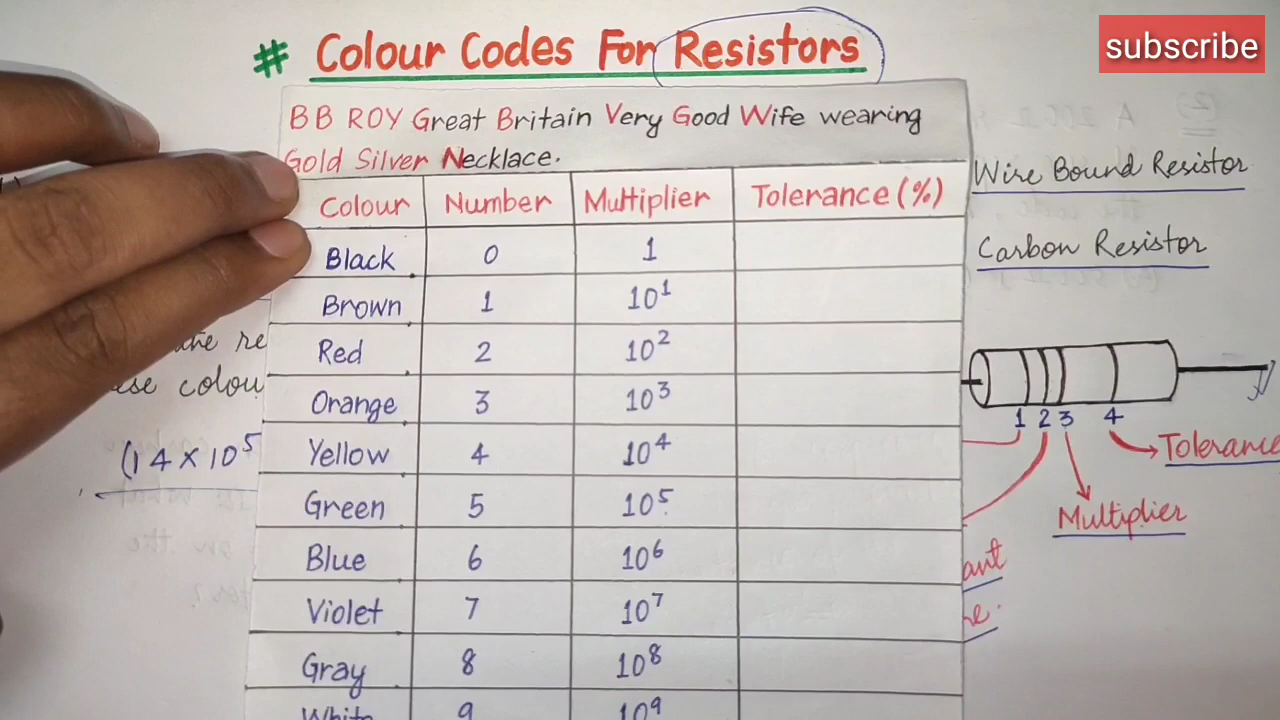 # Colour Codes For Resistors
subscribe
BB ROY Great Britain Very Good Wife wearing
Gold Silver Necklace.
Colour Number Multiplier Tolerance (%)
Black 0 1
Brown 1 10¹
Red 2 10²
Orange 3 10³
Yellow 4 10⁴
Green 5 10⁵
Blue 6 10⁶
Violet 7 10⁷
Gray 8 10⁸
White 9 10⁹
Wire Bound Resistor
Carbon Resistor
1 2 3 4
Tolerance
Multiplier
(14 × 10⁵